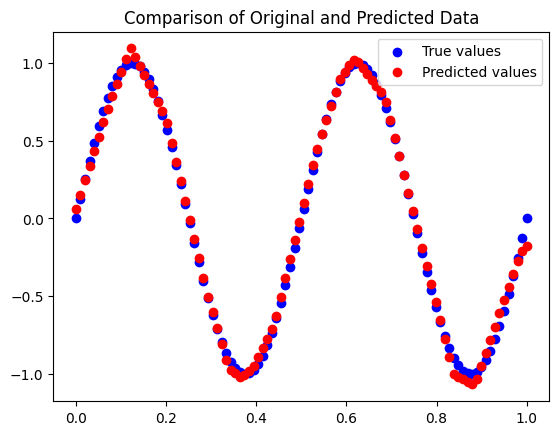 Comparison of Original and Predicted Data
True values
Predicted values
1.0
0.5
0.0
−0.5
−1.0
0.0 0.2 0.4 0.6 0.8 1.0